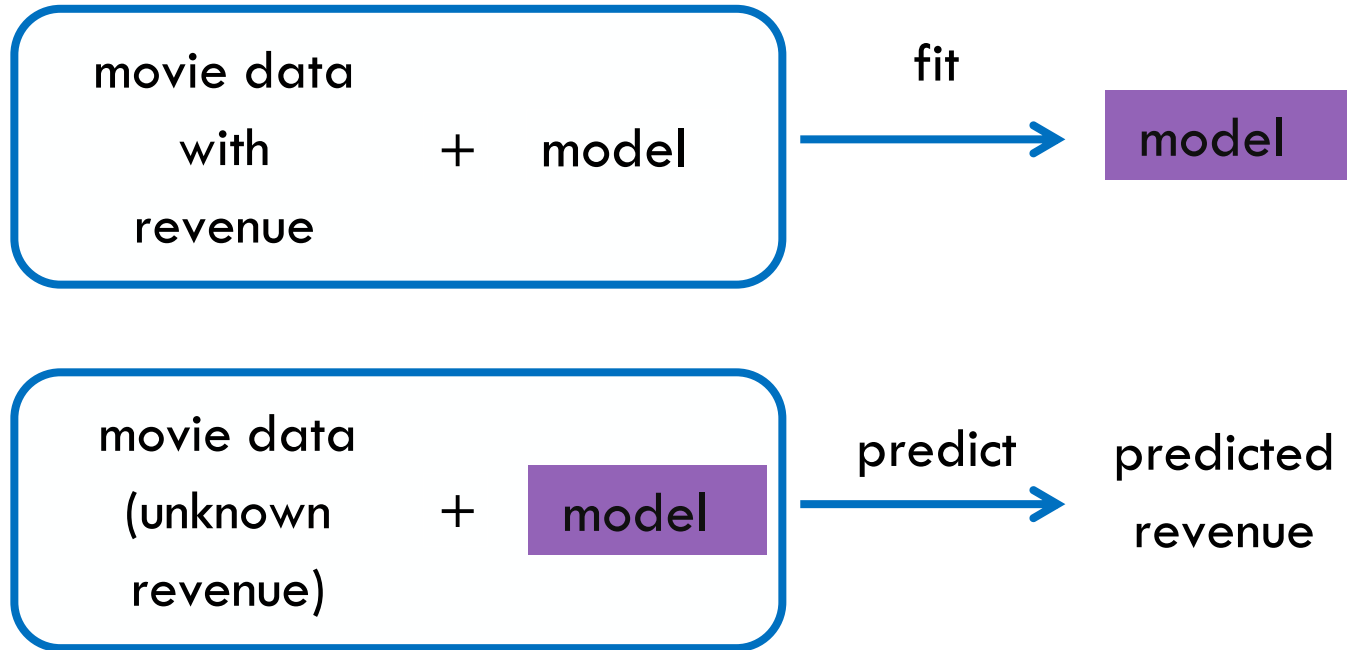 movie data
with
revenue
+
model
fit
model
movie data
(unknown
revenue)
+
model
predict
predicted
revenue